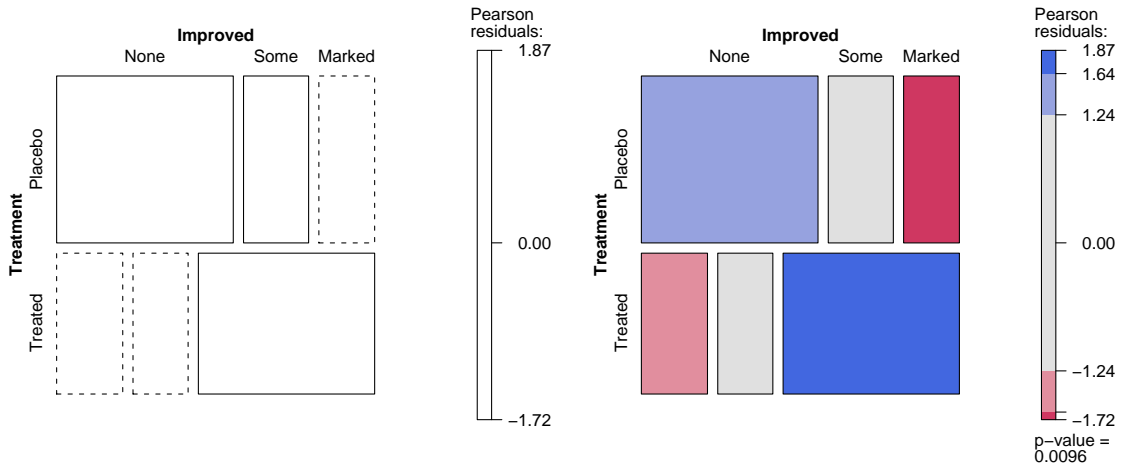 Improved
None Some Marked
Treatment
Placebo
Treated
Pearson
residuals:
1.87
0.00
−1.72
Improved
None Some Marked
Treatment
Placebo
Treated
Pearson
residuals:
1.87
1.64
1.24
0.00
−1.24
−1.72
p−value =
0.0096